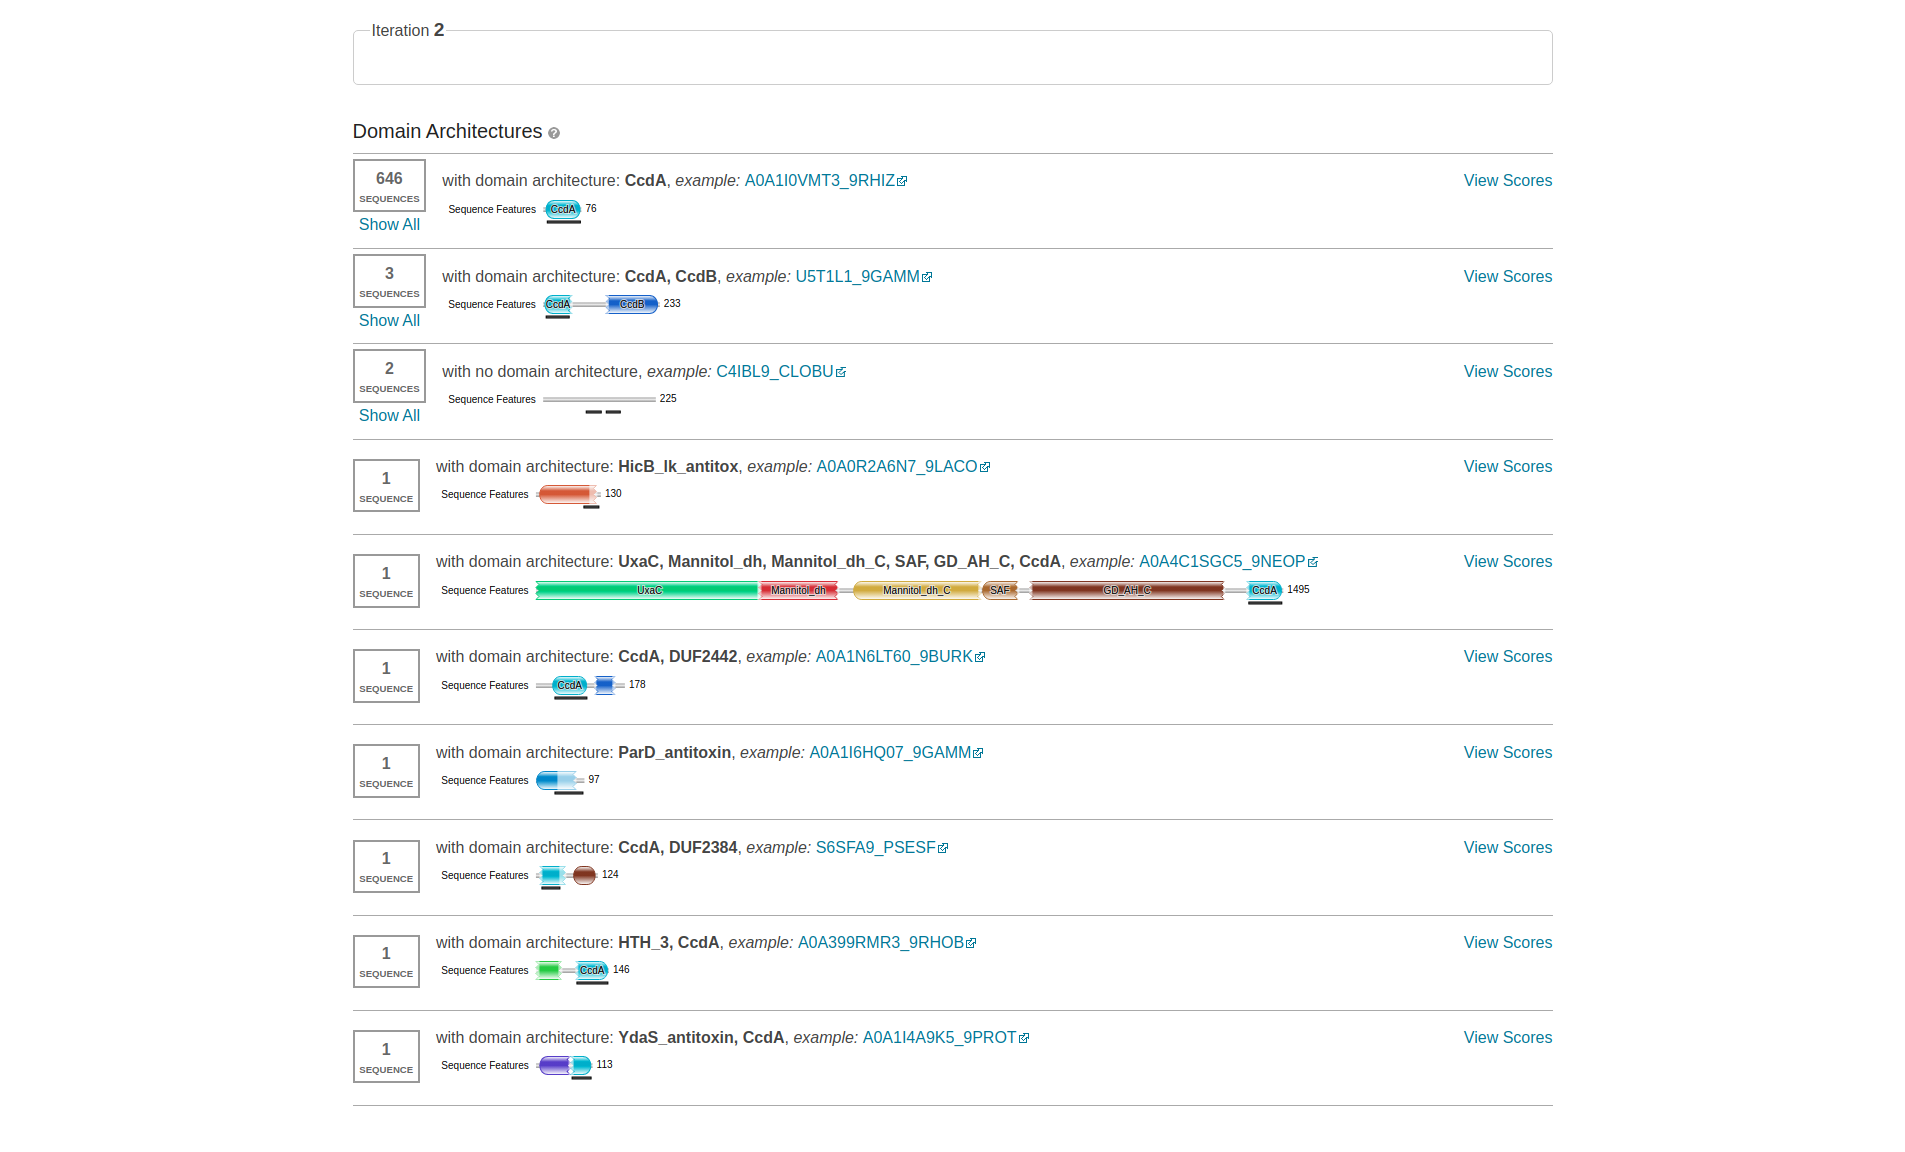 Iteration 2
Domain Architectures ?
646
SEQUENCES
Show All
with domain architecture: CcdA, example: A0A1I0VMT3_9RHIZ
View Scores
Sequence Features CcdA 76
3
SEQUENCES
Show All
with domain architecture: CcdA, CcdB, example: U5T1L1_9GAMM
View Scores
Sequence Features CcdA CcdB 233
2
SEQUENCES
Show All
with no domain architecture, example: C4IBL9_CLOBU
View Scores
Sequence Features 225
1
SEQUENCE
with domain architecture: HicB_lk_antitox, example: A0A0R2A6N7_9LACO
View Scores
Sequence Features 130
1
SEQUENCE
with domain architecture: UxaC, Mannitol_dh, Mannitol_dh_C, SAF, GD_AH_C, CcdA, example: A0A4C1SGC5_9NEOP
View Scores
Sequence Features UxaC Mannitol_dh Mannitol_dh_C SAF GD_AH_C CcdA 1495
1
SEQUENCE
with domain architecture: CcdA, DUF2442, example: A0A1N6LT60_9BURK
View Scores
Sequence Features CcdA 178
1
SEQUENCE
with domain architecture: ParD_antitoxin, example: A0A1I6HQ07_9GAMM
View Scores
Sequence Features 97
1
SEQUENCE
with domain architecture: CcdA, DUF2384, example: S6SFA9_PSESF
View Scores
Sequence Features 124
1
SEQUENCE
with domain architecture: HTH_3, CcdA, example: A0A399RMR3_9RHOB
View Scores
Sequence Features CcdA 146
1
SEQUENCE
with domain architecture: YdaS_antitoxin, CcdA, example: A0A1I4A9K5_9PROT
View Scores
Sequence Features 113